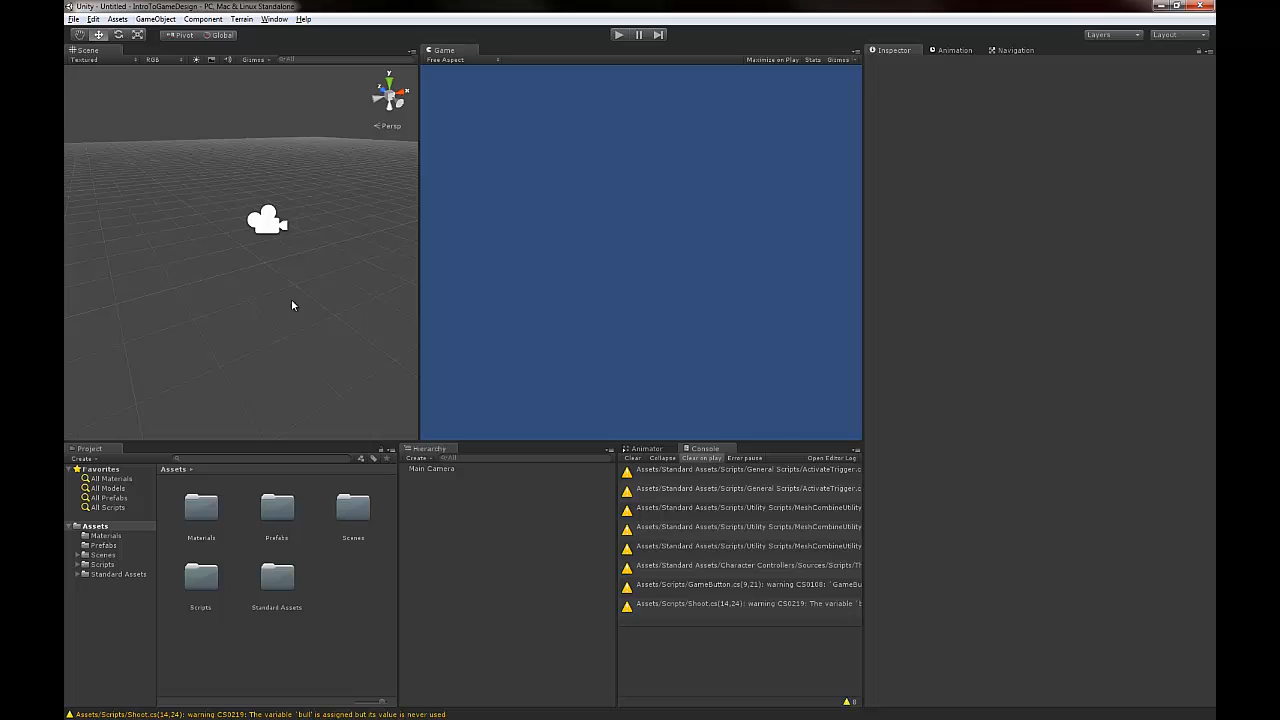 Unity - Untitled - IntroToGameDesign - PC, Mac & Linux Standalone
File Edit Assets GameObject Component Terrain Window Help
Pivot Global Layers Layout
Scene Game Inspector Animation Navigation
Textured RGB Gizmos All Free Aspect Maximize on Play Stats Gizmos
y
x
z
Persp
Project Hierarchy Animator Console
Create All Create All Clear Collapse Clear on play Error pause Open Editor Log
Favorites Assets Main Camera Assets/Standard Assets/Scripts/General Scripts/ActivateTrigger.c
All Materials
All Models Assets/Standard Assets/Scripts/General Scripts/ActivateTrigger.c
All Prefabs
All Scripts Assets/Standard Assets/Scripts/Utility Scripts/MeshCombineUtility
Assets Assets/Standard Assets/Scripts/Utility Scripts/MeshCombineUtility
Materials Materials Prefabs Scenes
Prefabs Assets/Standard Assets/Scripts/Utility Scripts/MeshCombineUtility
Scenes
Scripts Assets/Standard Assets/Character Controllers/Sources/Scripts/Th
Standard Assets
Assets/Scripts/GameButton.cs(9,21): warning CS0108: `GameBu
Scripts Standard Assets Assets/Scripts/Shoot.cs(14,24): warning CS0219: The variable `b
8
Assets/Scripts/Shoot.cs(14,24): warning CS0219: The variable `bull' is assigned but its value is never used